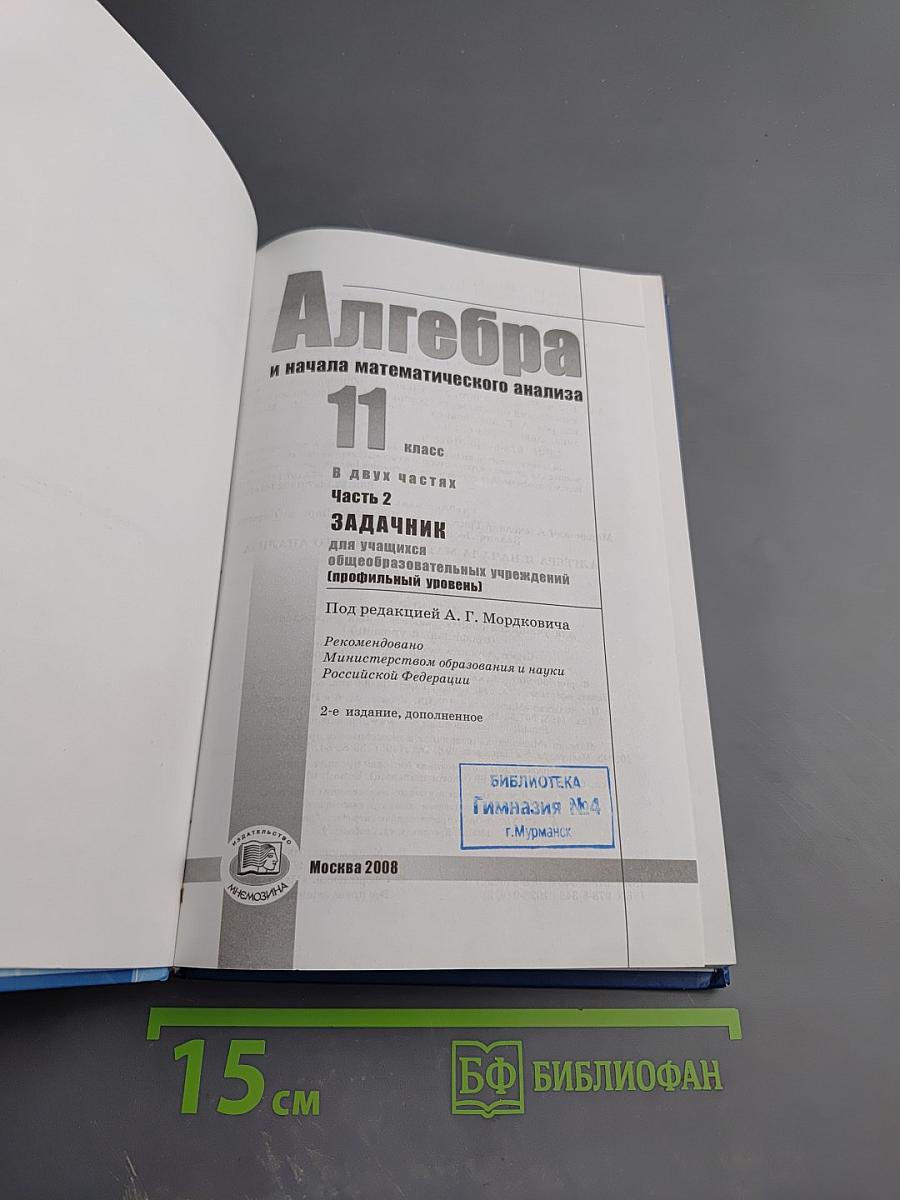 Алгебра
и начала математического анализа
11
класс
В двух частях
Часть 2
ЗАДАЧНИК
для учащихся
общеобразовательных учреждений
(профильный уровень)
Под редакцией А. Г. Мордковича
Рекомендовано
Министерством образования и науки
Российской Федерации
2-е издание, дополненное
БИБЛИОТЕКА
Гимназия №4
г.Мурманск
ИЗДАТЕЛЬСТВО
МНЕМОЗИНА
Москва 2008
15 см
БФ БИБЛИОФАН